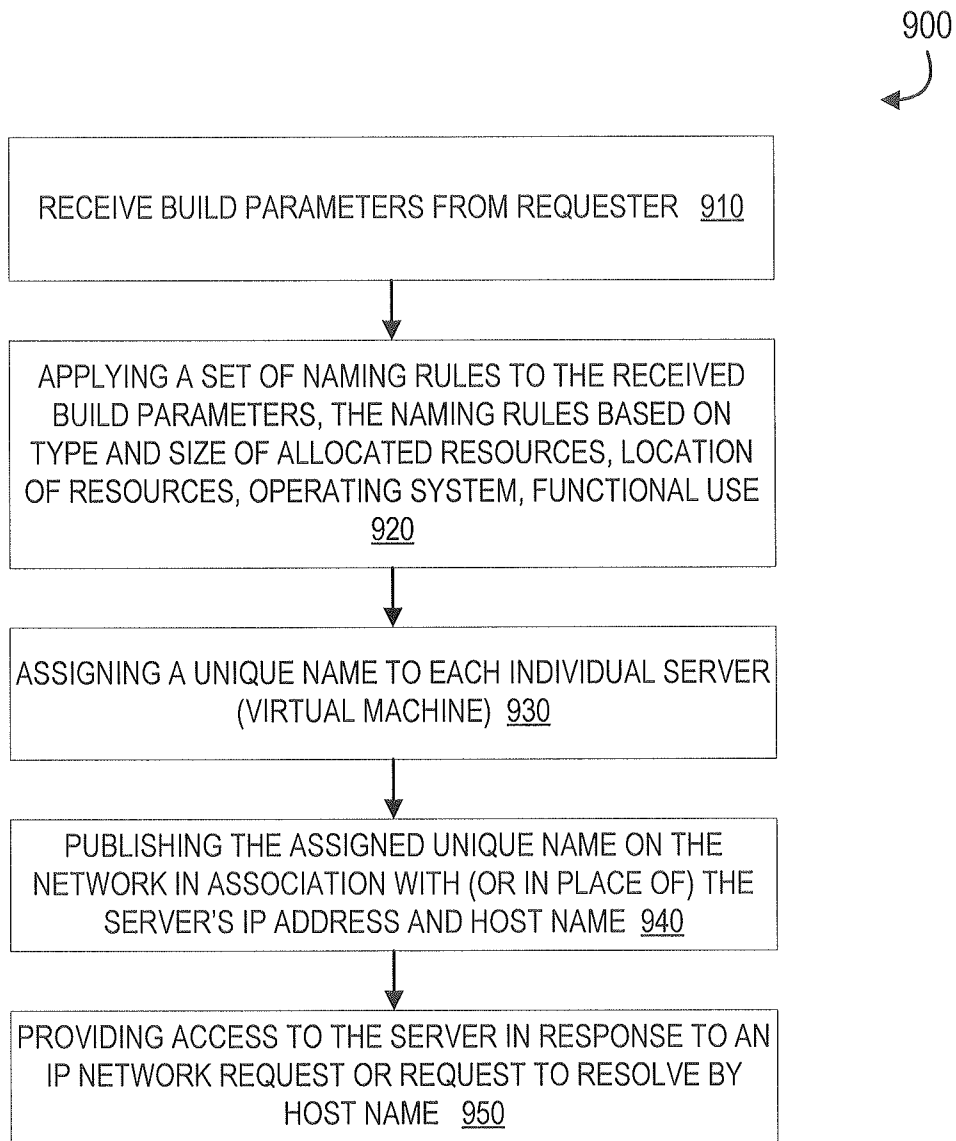 900
RECEIVE BUILD PARAMETERS FROM REQUESTER 910
APPLYING A SET OF NAMING RULES TO THE RECEIVED
BUILD PARAMETERS, THE NAMING RULES BASED ON
TYPE AND SIZE OF ALLOCATED RESOURCES, LOCATION
OF RESOURCES, OPERATING SYSTEM, FUNCTIONAL USE
920
ASSIGNING A UNIQUE NAME TO EACH INDIVIDUAL SERVER
(VIRTUAL MACHINE) 930
PUBLISHING THE ASSIGNED UNIQUE NAME ON THE
NETWORK IN ASSOCIATION WITH (OR IN PLACE OF) THE
SERVER'S IP ADDRESS AND HOST NAME 940
PROVIDING ACCESS TO THE SERVER IN RESPONSE TO AN
IP NETWORK REQUEST OR REQUEST TO RESOLVE BY
HOST NAME 950